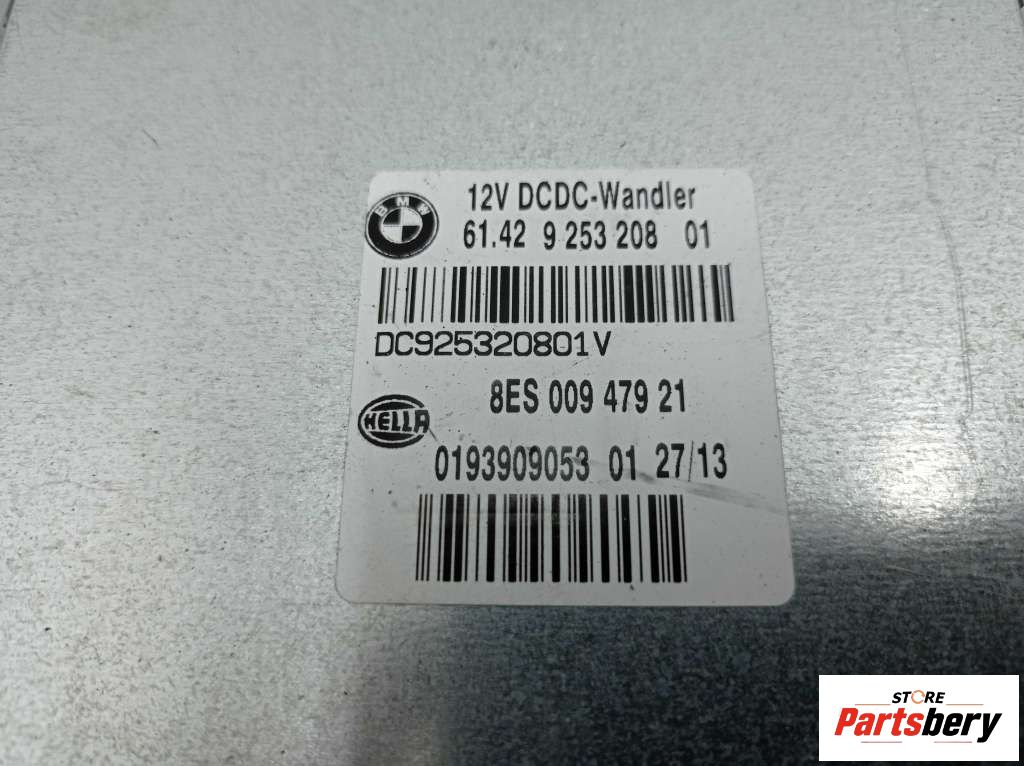 12V DCDC-Wandler
BMW
61.42 9 253 208 01
DC925320801V
8ES 009 479 21
HELLA
0193909053 01 27/13
STORE
Partsbery